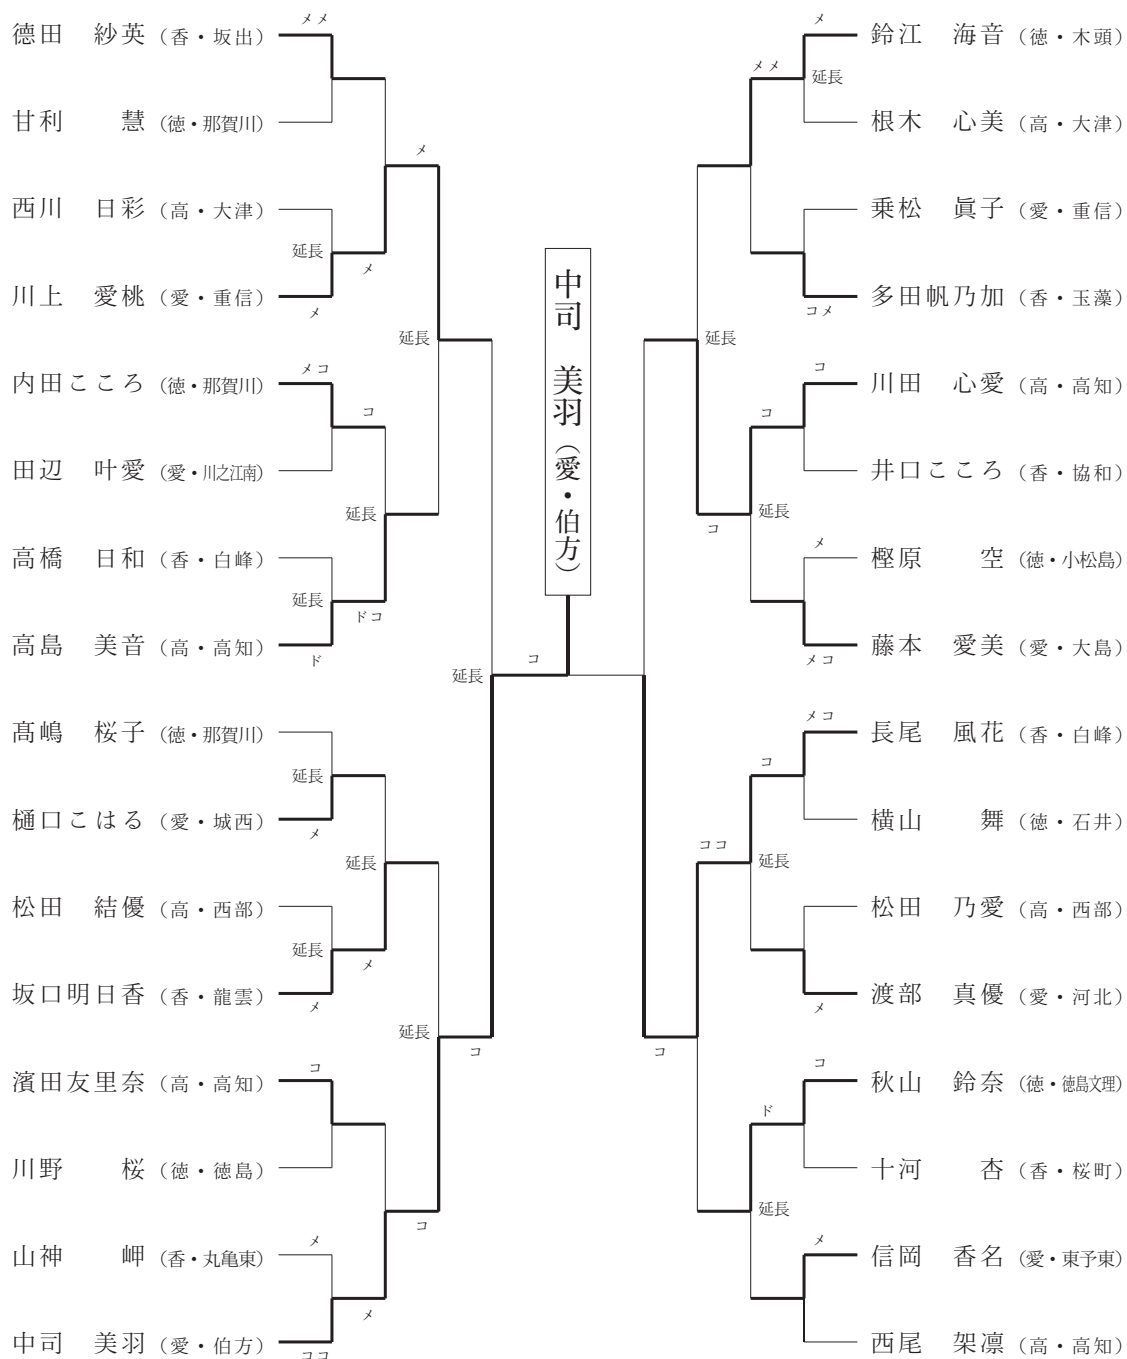 メメ
德田　紗英（香・坂出）
甘利　慧（徳・那賀川）
メ
西川　日彩（高・大津）
延長
メ
川上　愛桃（愛・重信）
メ
延長
メコ
内田こころ（徳・那賀川）
コ
田辺　叶愛（愛・川之江南）
延長
高橋　日和（香・白峰）
延長
ドコ
高島　美音（高・高知）
ド
延長
コ
髙嶋　桜子（徳・那賀川）
延長
樋口こはる（愛・城西）
メ
延長
松田　結優（高・西部）
延長
メ
坂口明日香（香・龍雲）
メ
延長
コ
コ
濱田友里奈（高・高知）
川野　桜（徳・徳島）
コ
山神　岬（香・丸亀東）
メ
メ
中司　美羽（愛・伯方）
ココ
中司　美羽（愛・伯方）
メ
鈴江　海音（徳・木頭）
メメ
延長
根木　心美（高・大津）
乗松　眞子（愛・重信）
多田帆乃加（香・玉藻）
コメ
延長
コ
川田　心愛（高・高知）
コ
井口こころ（香・協和）
延長
コ
メ
樫原　空（徳・小松島）
藤本　愛美（愛・大島）
メコ
メコ
長尾　風花（香・白峰）
コ
横山　舞（徳・石井）
ココ
延長
松田　乃愛（高・西部）
渡部　真優（愛・河北）
メ
コ
コ
秋山　鈴奈（徳・徳島文理）
ド
十河　杏（香・桜町）
延長
メ
信岡　香名（愛・東予東）
西尾　架凛（高・高知）